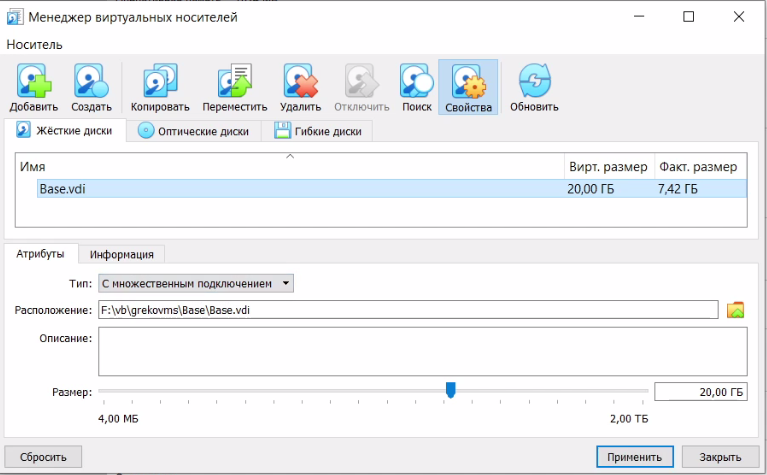 Менеджер виртуальных носителей
Носитель
Добавить Создать Копировать Переместить Удалить Отключить Поиск Свойства Обновить
Жёсткие диски Оптические диски Гибкие диски
Имя Вирт. размер Факт. размер
Base.vdi 20,00 ГБ 7,42 ГБ
Атрибуты Информация
Тип: С множественным подключением
Расположение: F:\vb\grekovms\Base\Base.vdi
Описание:
Размер: 20,00 ГБ
4,00 МБ 2,00 ТБ
Сбросить Применить Закрыть